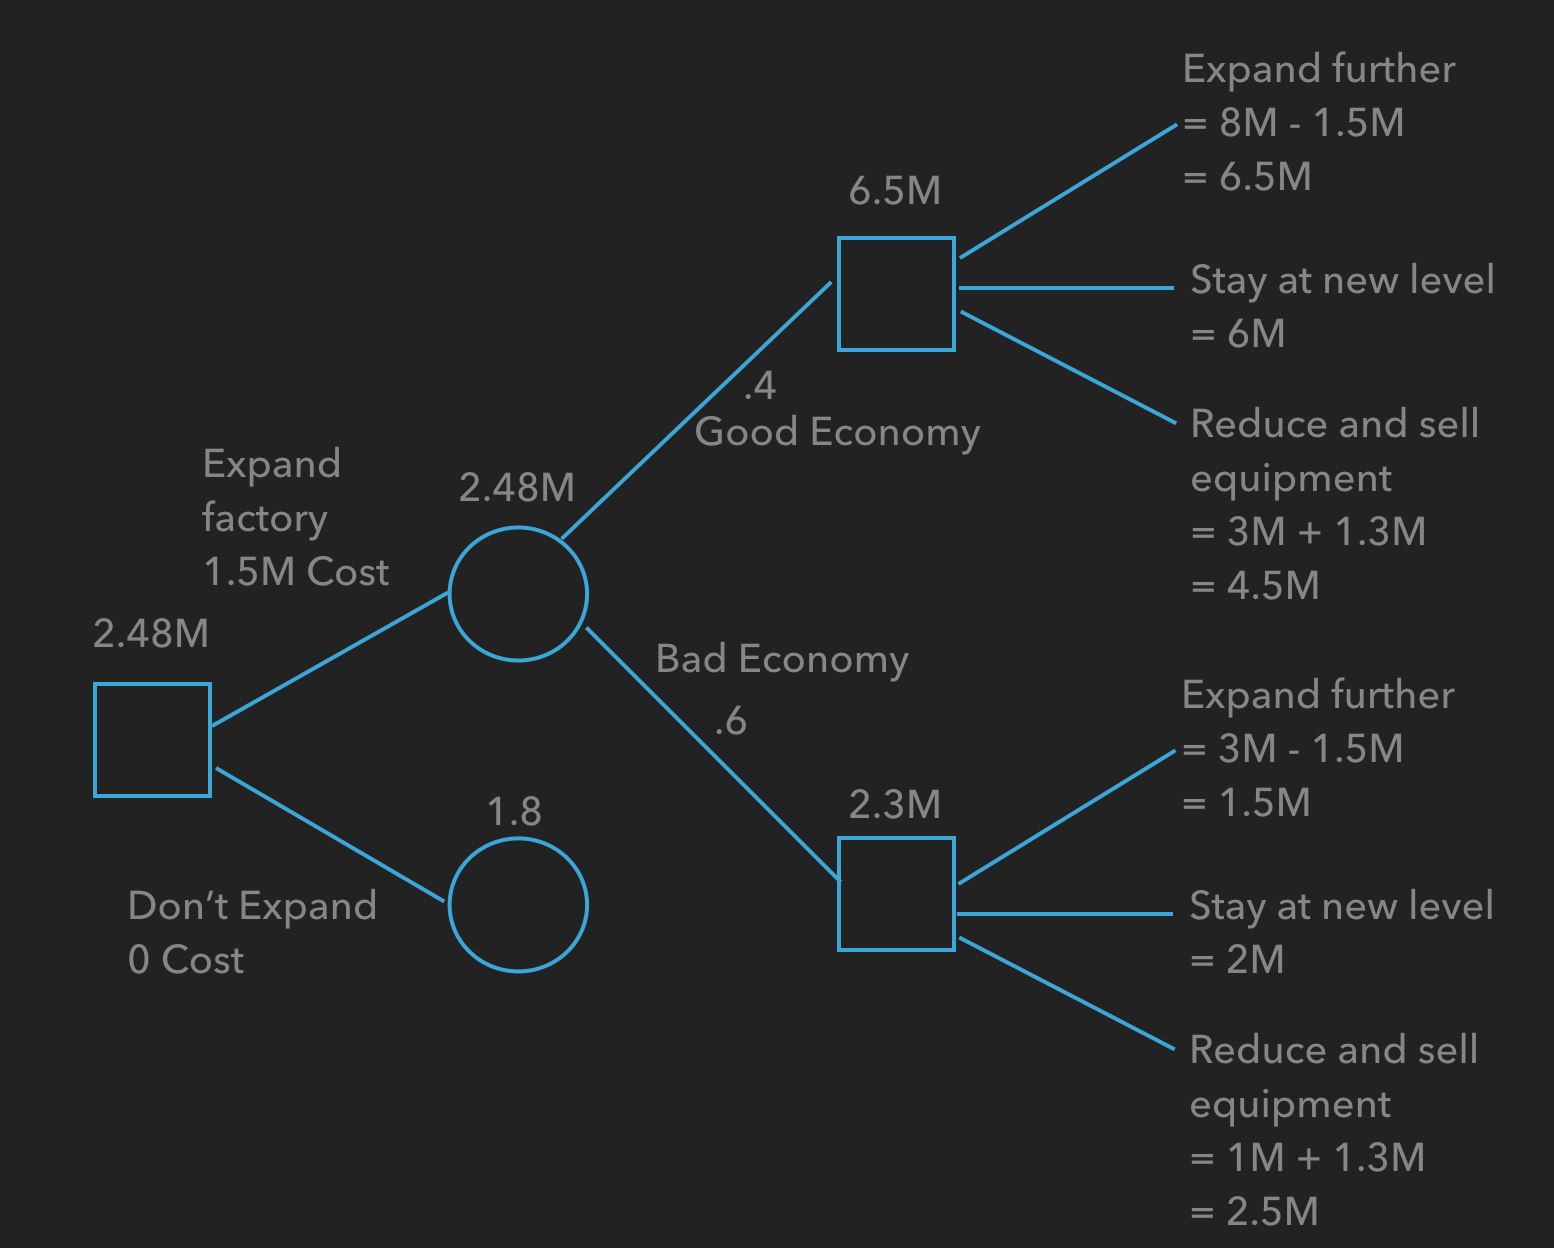 Expand further
= 8M - 1.5M
= 6.5M
6.5M
Stay at new level
= 6M
.4
Good Economy
Reduce and sell
equipment
= 3M + 1.3M
= 4.5M
Expand
factory
1.5M Cost
2.48M
2.48M
Bad Economy
.6
Expand further
= 3M - 1.5M
= 1.5M
1.8
2.3M
Don’t Expand
0 Cost
Stay at new level
= 2M
Reduce and sell
equipment
= 1M + 1.3M
= 2.5M